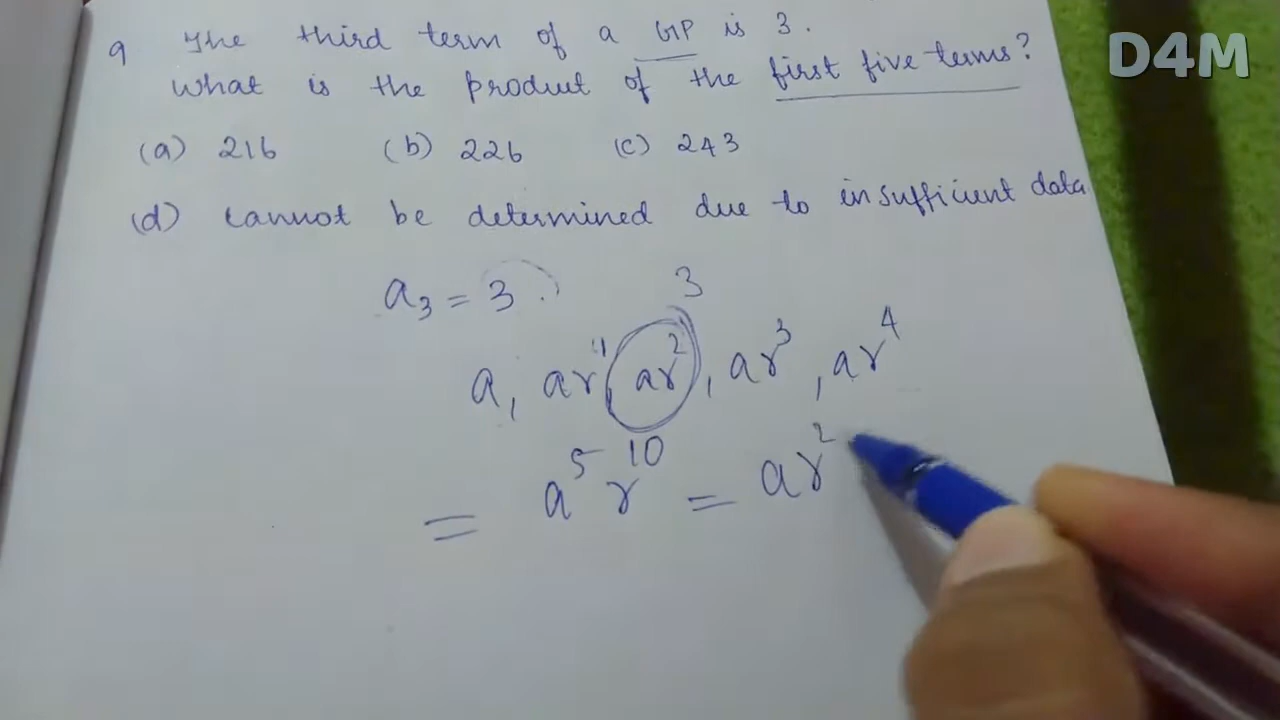 D4M
9 The third term of a GP is 3.
What is the product of the first five terms?
(a) 216 (b) 226 (c) 243
(d) cannot be determined due to insufficient data
a₃ = 3
3
a, ar¹, ar², ar³, ar⁴
= a⁵ r¹⁰ = ar²